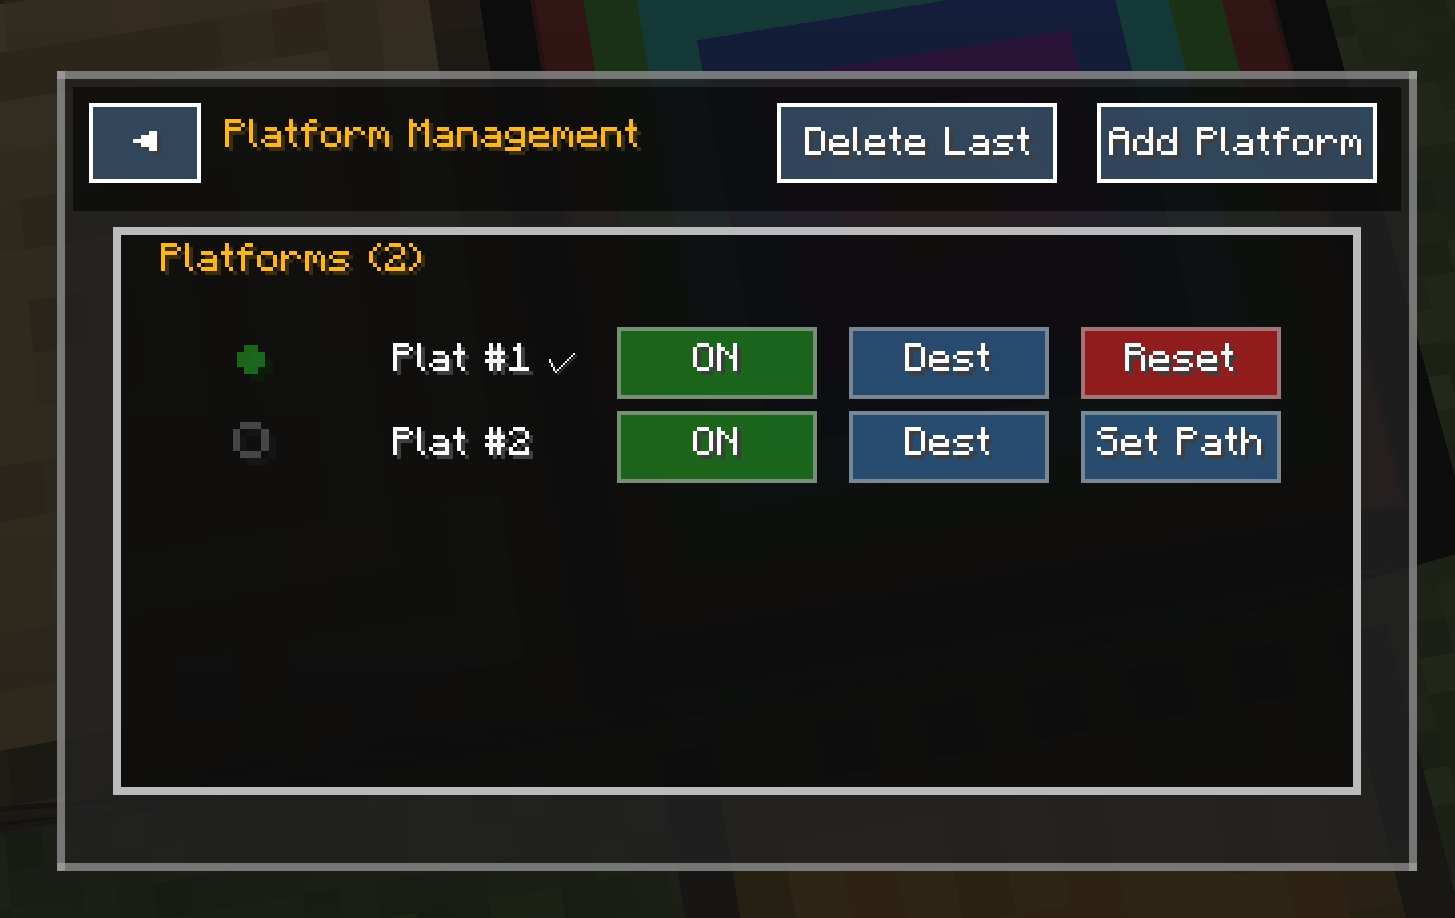 Platform Management
Delete Last
Add Platform
Platforms (2)
Plat #1 ✓
ON
Dest
Reset
Plat #2
ON
Dest
Set Path